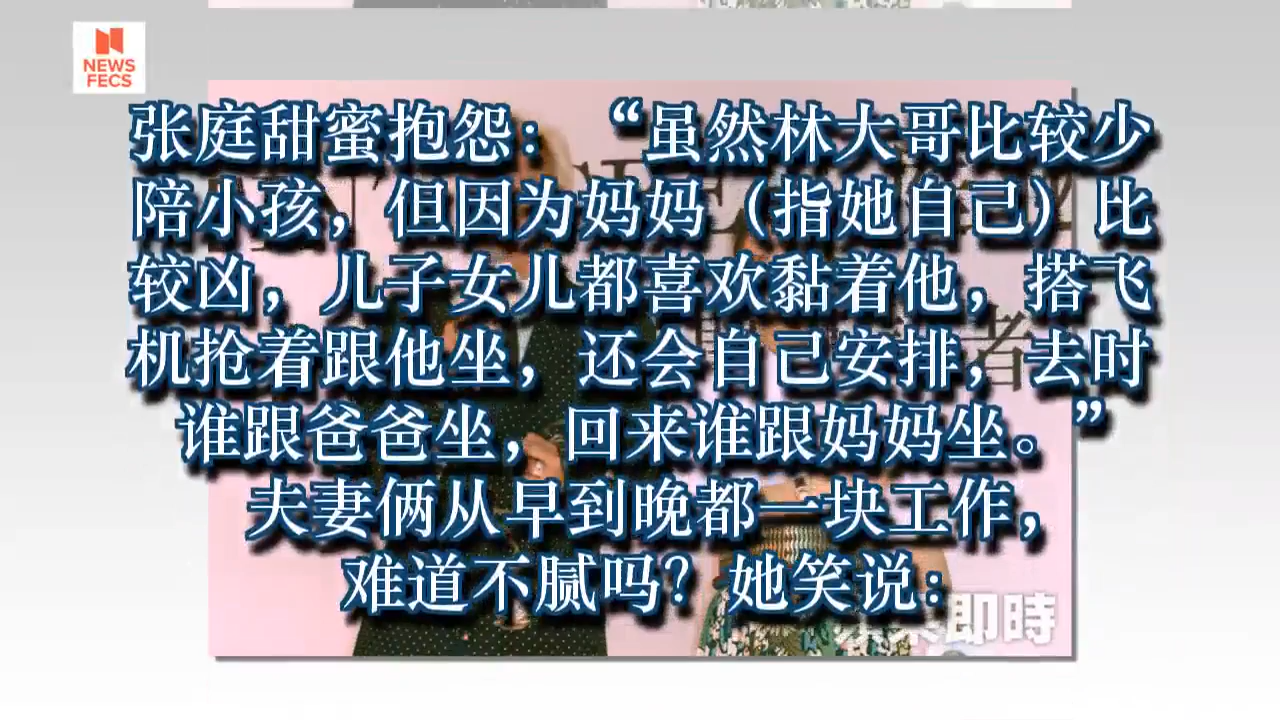 NEWS
FECS
张庭甜蜜抱怨：“虽然林大哥比较少
陪小孩，但因为妈妈（指她自己）比
较凶，儿子女儿都喜欢黏着他，搭飞
机抢着跟他坐，还会自己安排，去时
谁跟爸爸坐，回来谁跟妈妈坐。”
夫妻俩从早到晚都一块工作，
难道不腻吗？她笑说：
者
即時